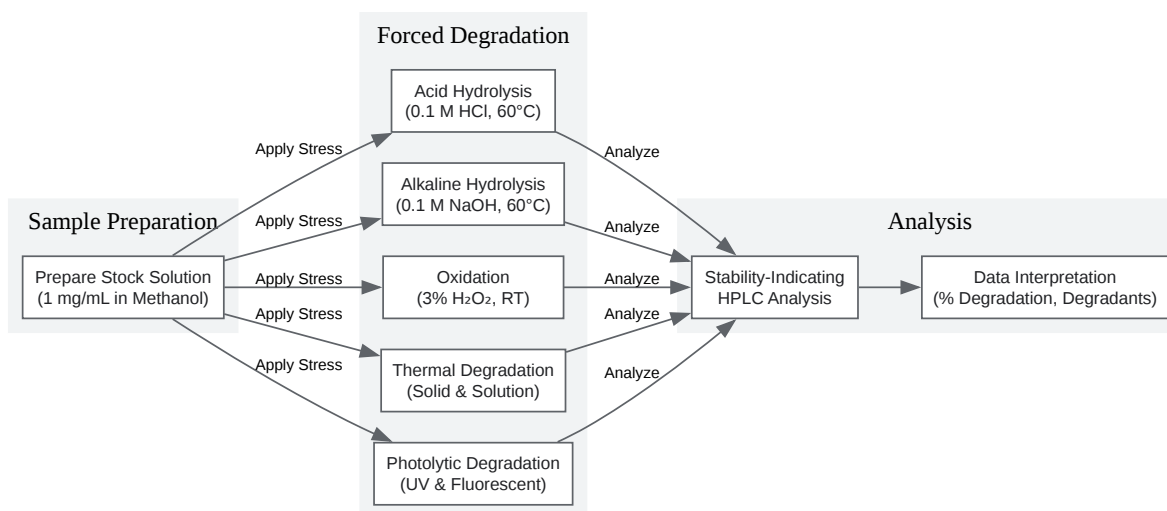 Sample Preparation
Prepare Stock Solution
(1 mg/mL in Methanol)
Apply Stress
Apply Stress
Apply Stress
Apply Stress
Apply Stress
Forced Degradation
Acid Hydrolysis
(0.1 M HCl, 60°C)
Alkaline Hydrolysis
(0.1 M NaOH, 60°C)
Oxidation
(3% H₂O₂, RT)
Thermal Degradation
(Solid & Solution)
Photolytic Degradation
(UV & Fluorescent)
Analyze
Analyze
Analyze
Analyze
Analyze
Analysis
Stability-Indicating
HPLC Analysis
Data Interpretation
(% Degradation, Degradants)